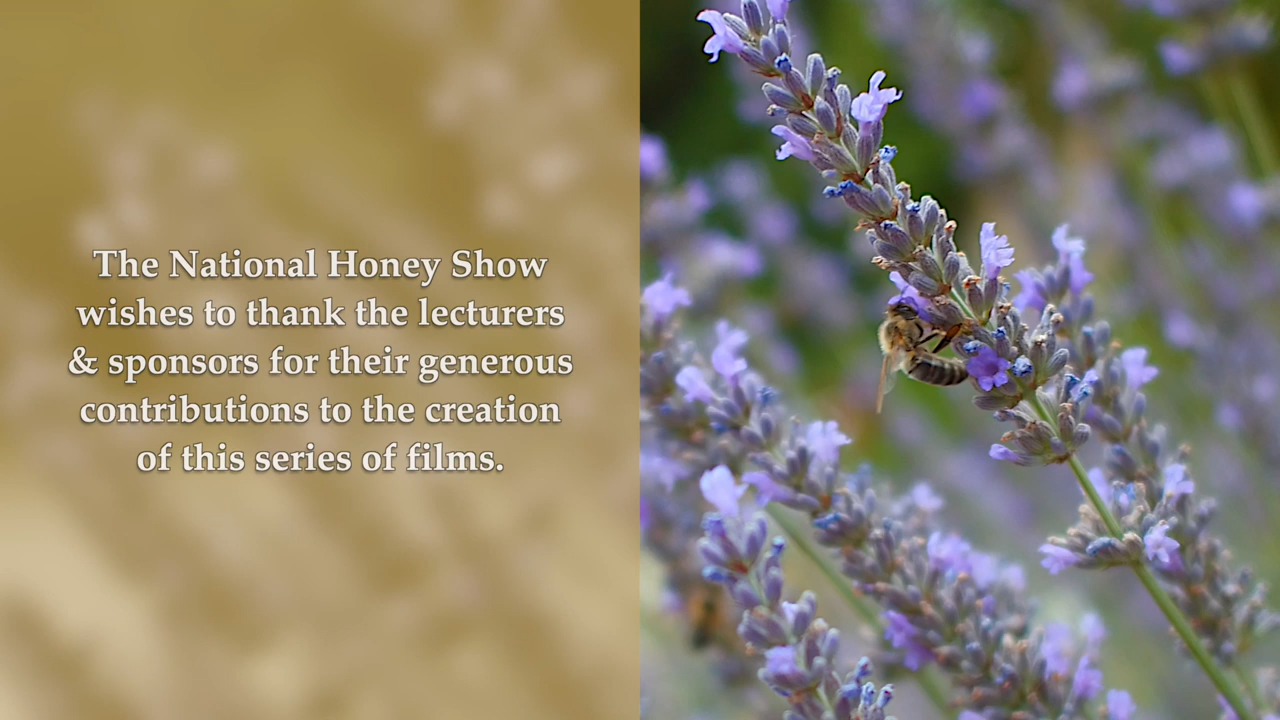 The National Honey Show
wishes to thank the lecturers
& sponsors for their generous
contributions to the creation
of this series of films.